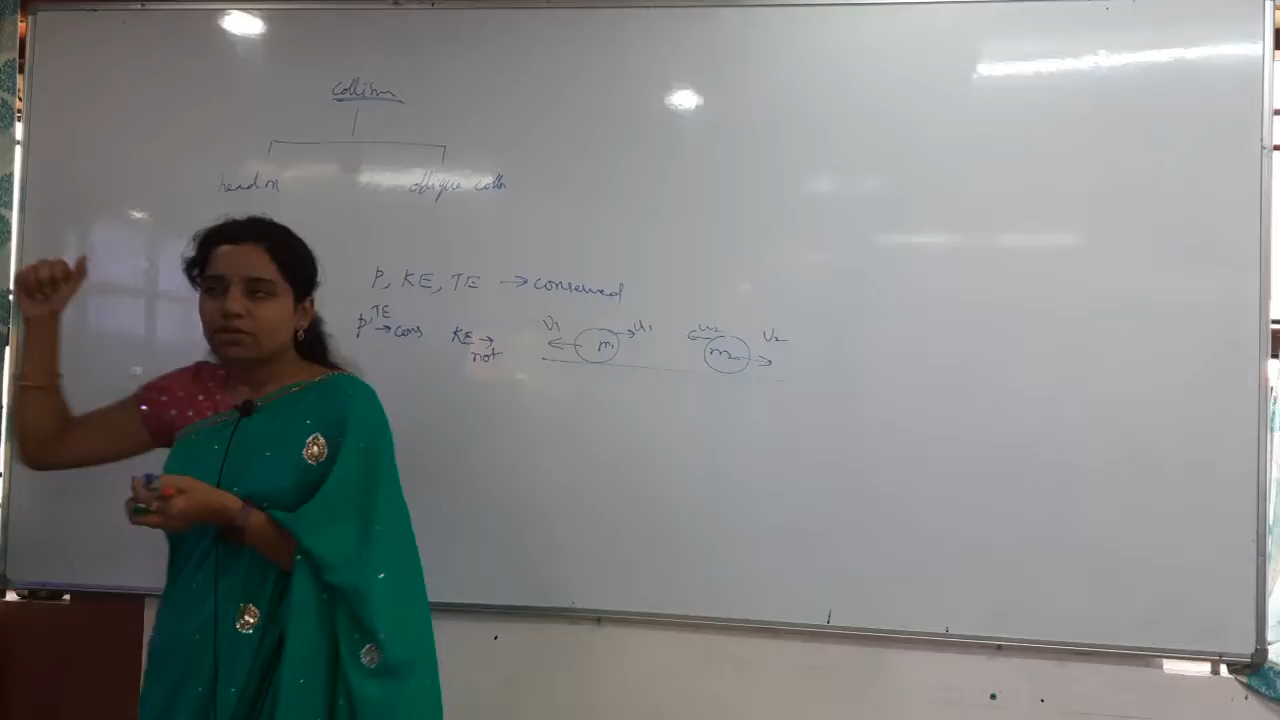 collision
head on oblique colln
P, KE, TE → conserved
P, TE → cons KE → not
V₁ m₁ u₁ u₂ m₂ V₂